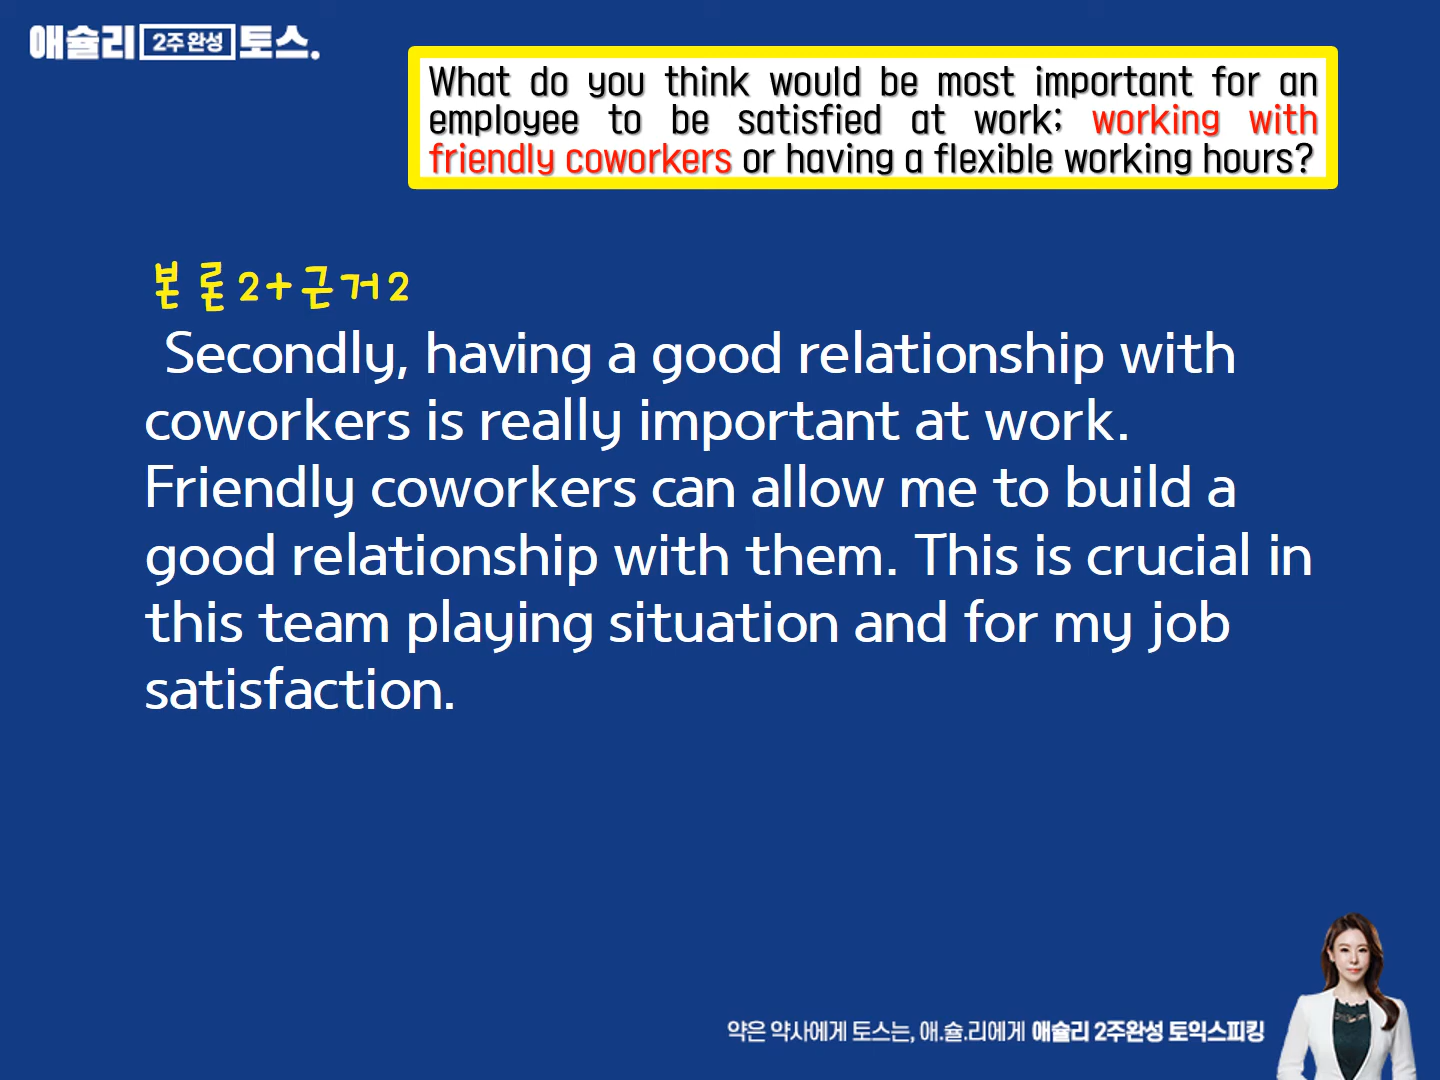 애슐리 2주 완성 토스.
What do you think would be most important for an
employee to be satisfied at work; working with
friendly coworkers or having a flexible working hours?
본론2+근거2
Secondly, having a good relationship with
coworkers is really important at work.
Friendly coworkers can allow me to build a
good relationship with them. This is crucial in
this team playing situation and for my job
satisfaction.
약은 약사에게 토스는, 애.슐.리에게 애슐리 2주완성 토익스피킹